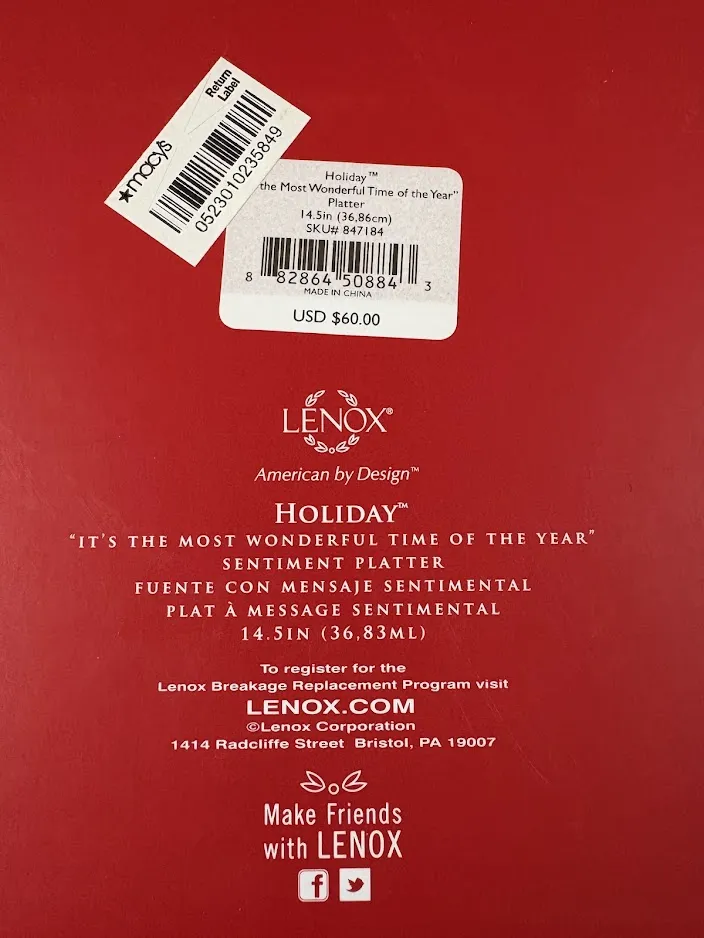 Return
Label
macys
0523010235849
Holiday™
the Most Wonderful Time of the Year"
Platter
14.5in (36,86cm)
SKU# 847184
8 82864 50884 3
MADE IN CHINA
USD $60.00
LENOX®
American by Design™
HOLIDAY™
"IT'S THE MOST WONDERFUL TIME OF THE YEAR"
SENTIMENT PLATTER
FUENTE CON MENSAJE SENTIMENTAL
PLAT À MESSAGE SENTIMENTAL
14.5IN (36,83ML)
To register for the
Lenox Breakage Replacement Program visit
LENOX.COM
©Lenox Corporation
1414 Radcliffe Street Bristol, PA 19007
Make Friends
with LENOX
f